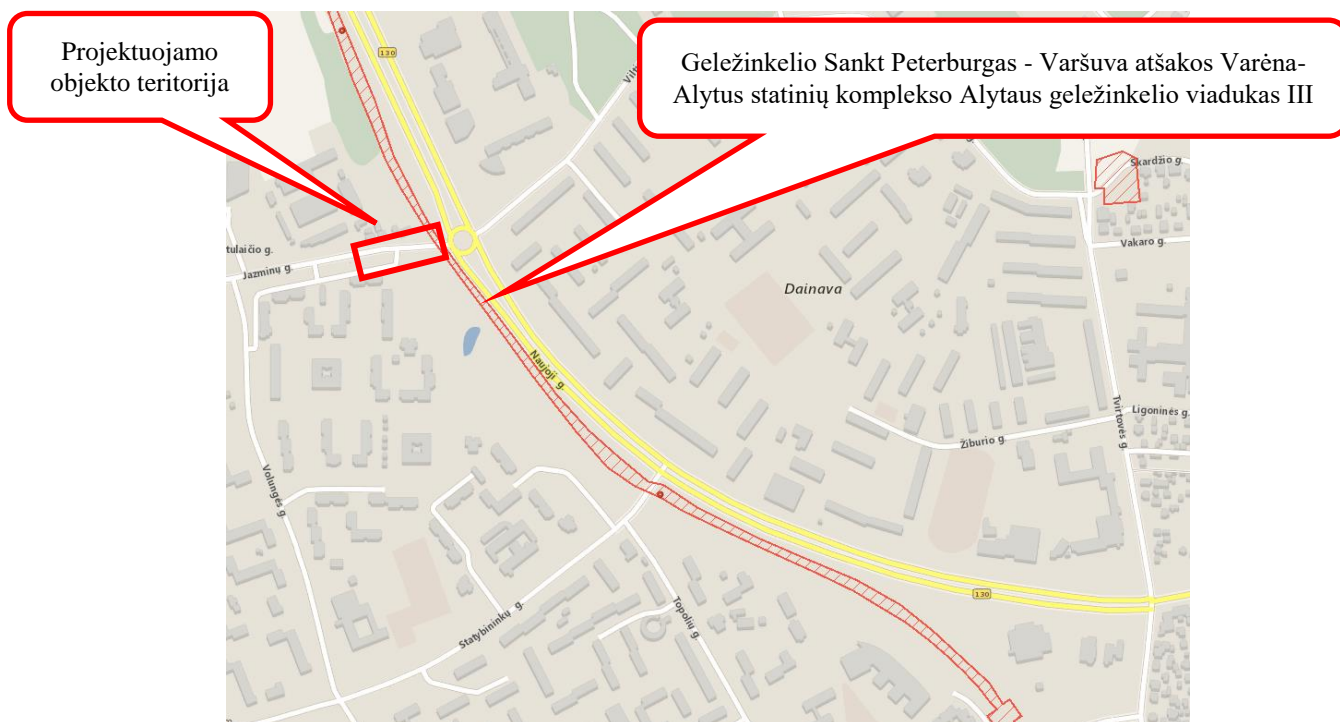 Projektuojamo
objekto teritorija
Geležinkelio Sankt Peterburgas - Varšuva atšakos Varėna-
Alytus statinių komplekso Alytaus geležinkelio viadukas III
130
Skardžio g.
Vakaro g.
tulaičio g.
Jazminų g.
Dainava
Naujoji g.
Ligoninės g.
Tvirtovės g.
Žiburio g.
Volungės g.
130
Statybininkų g.
Topolių g.